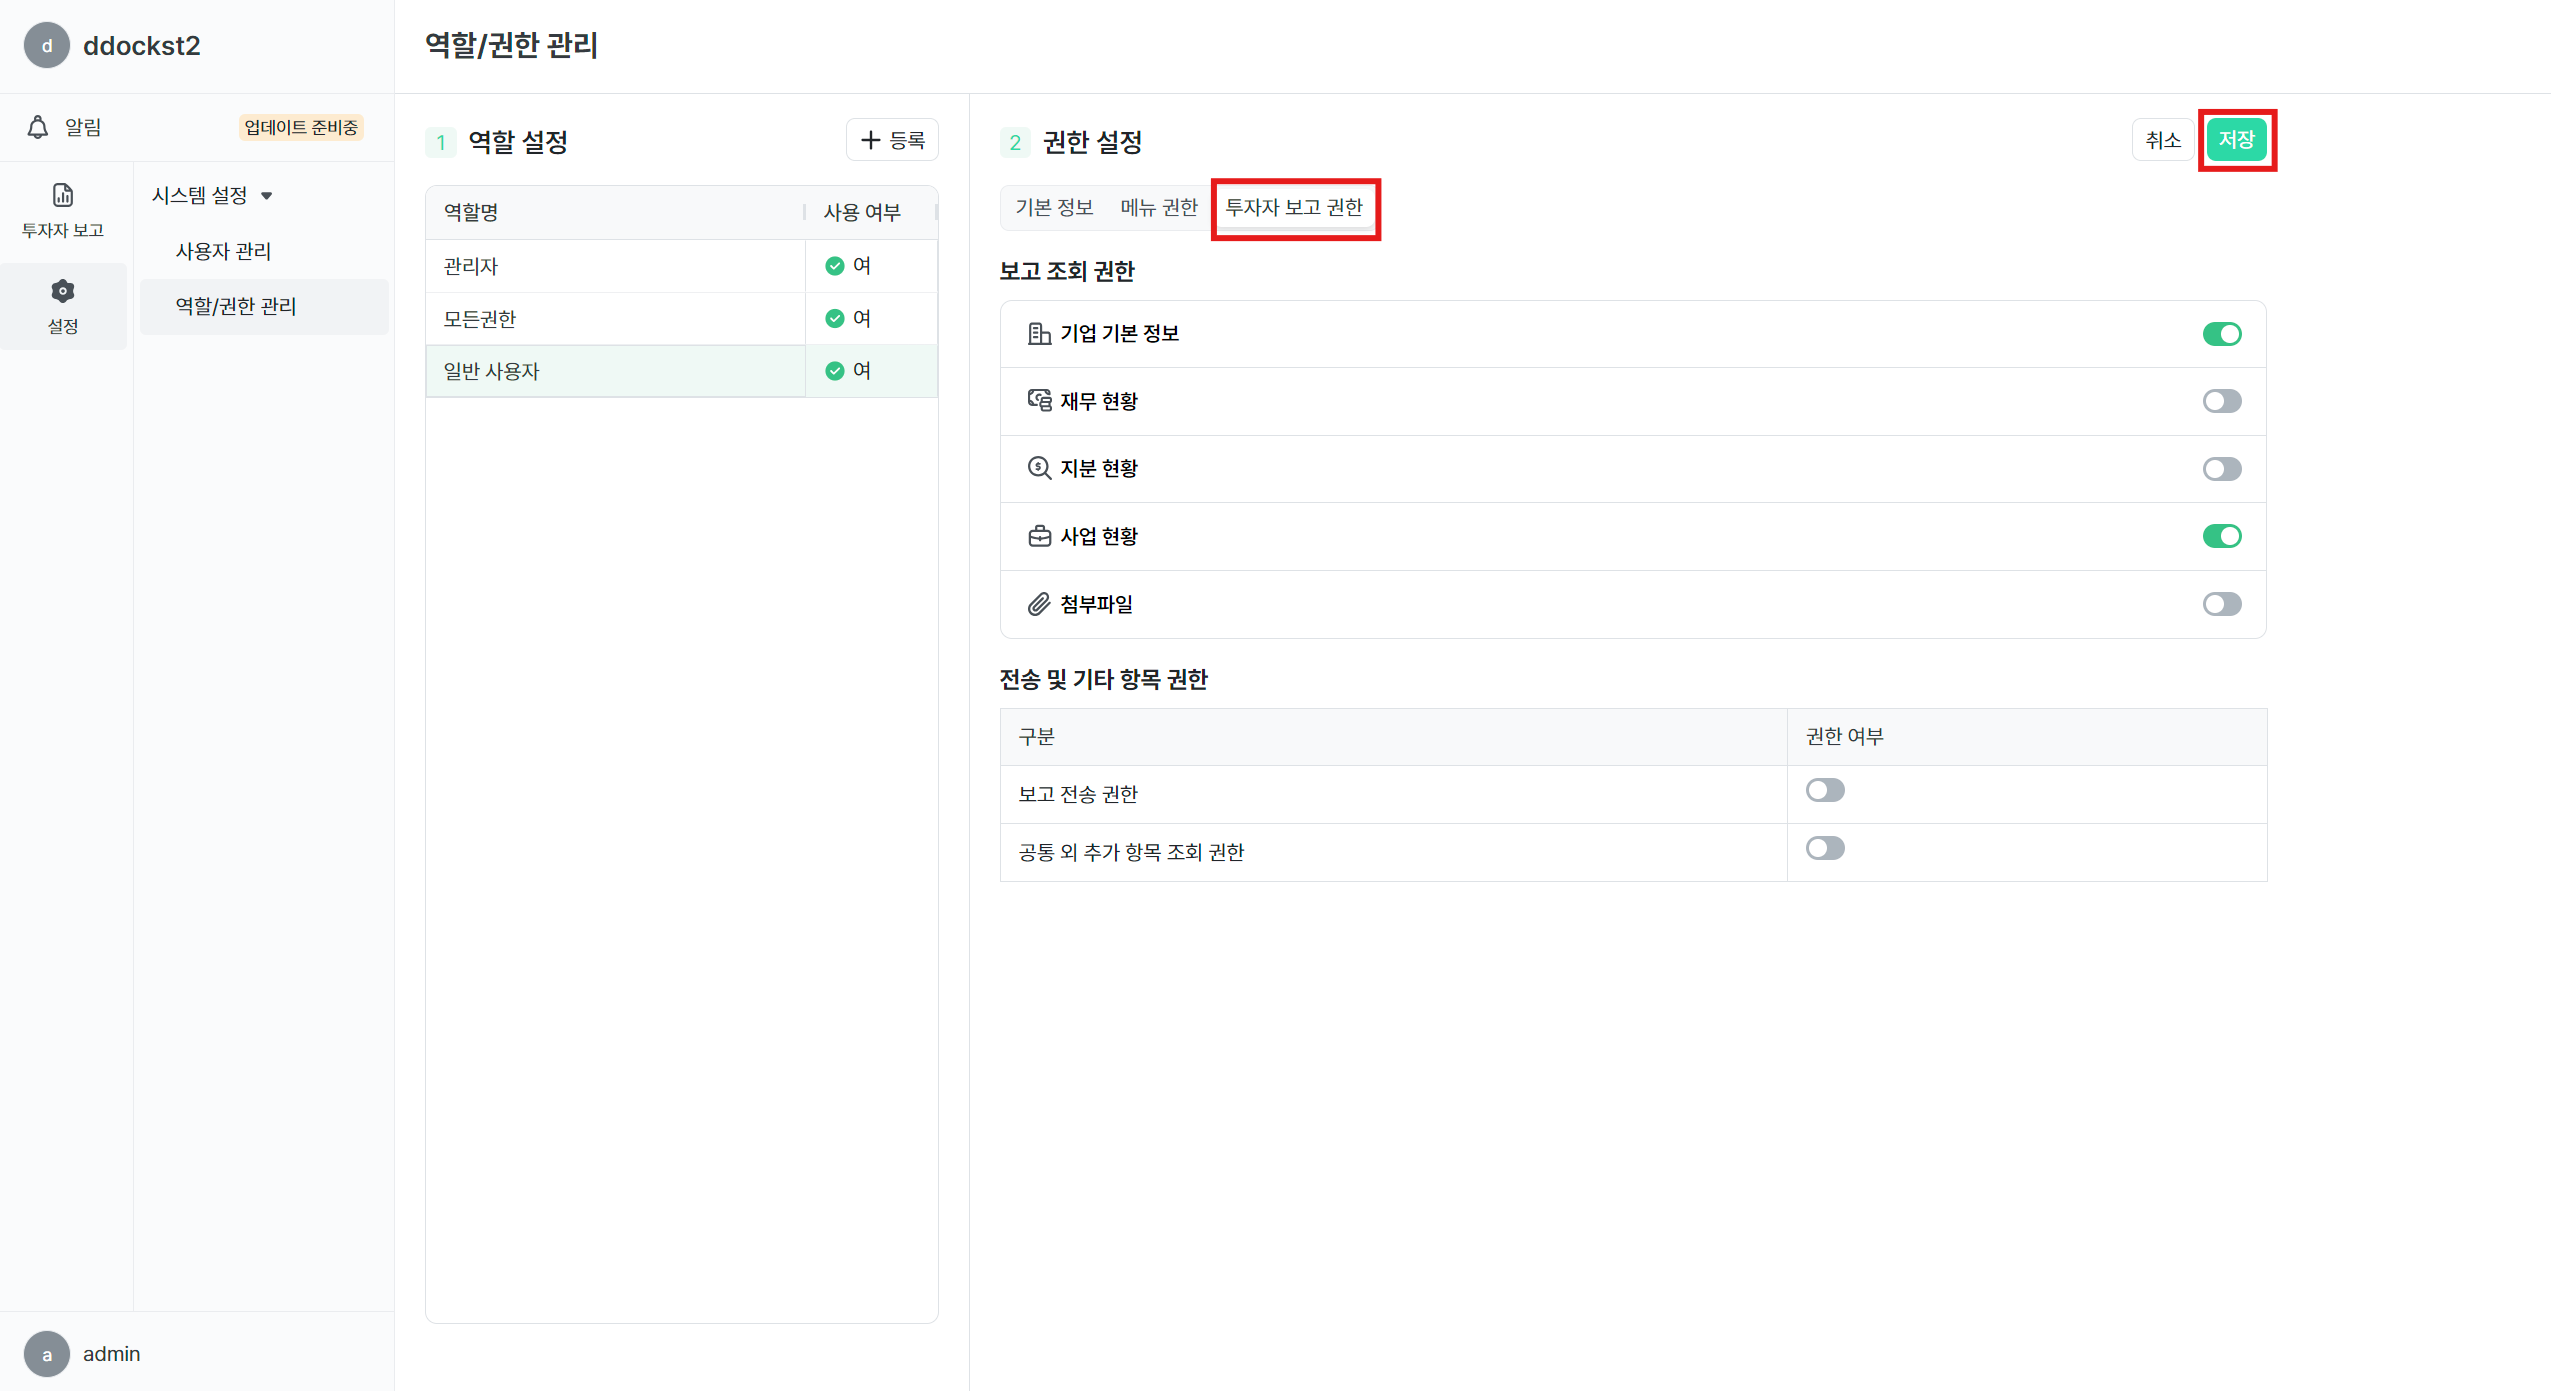 d ddockst2
알림 업데이트 준비중
투자자 보고
설정
시스템 설정
사용자 관리
역할/권한 관리
a admin
역할/권한 관리
1 역할 설정 등록
역할명 사용 여부
관리자 여
모든권한 여
일반 사용자 여
2 권한 설정 취소 저장
기본 정보 메뉴 권한 투자자 보고 권한
보고 조회 권한
기업 기본 정보
재무 현황
지분 현황
사업 현황
첨부파일
전송 및 기타 항목 권한
구분 권한 여부
보고 전송 권한
공통 외 추가 항목 조회 권한